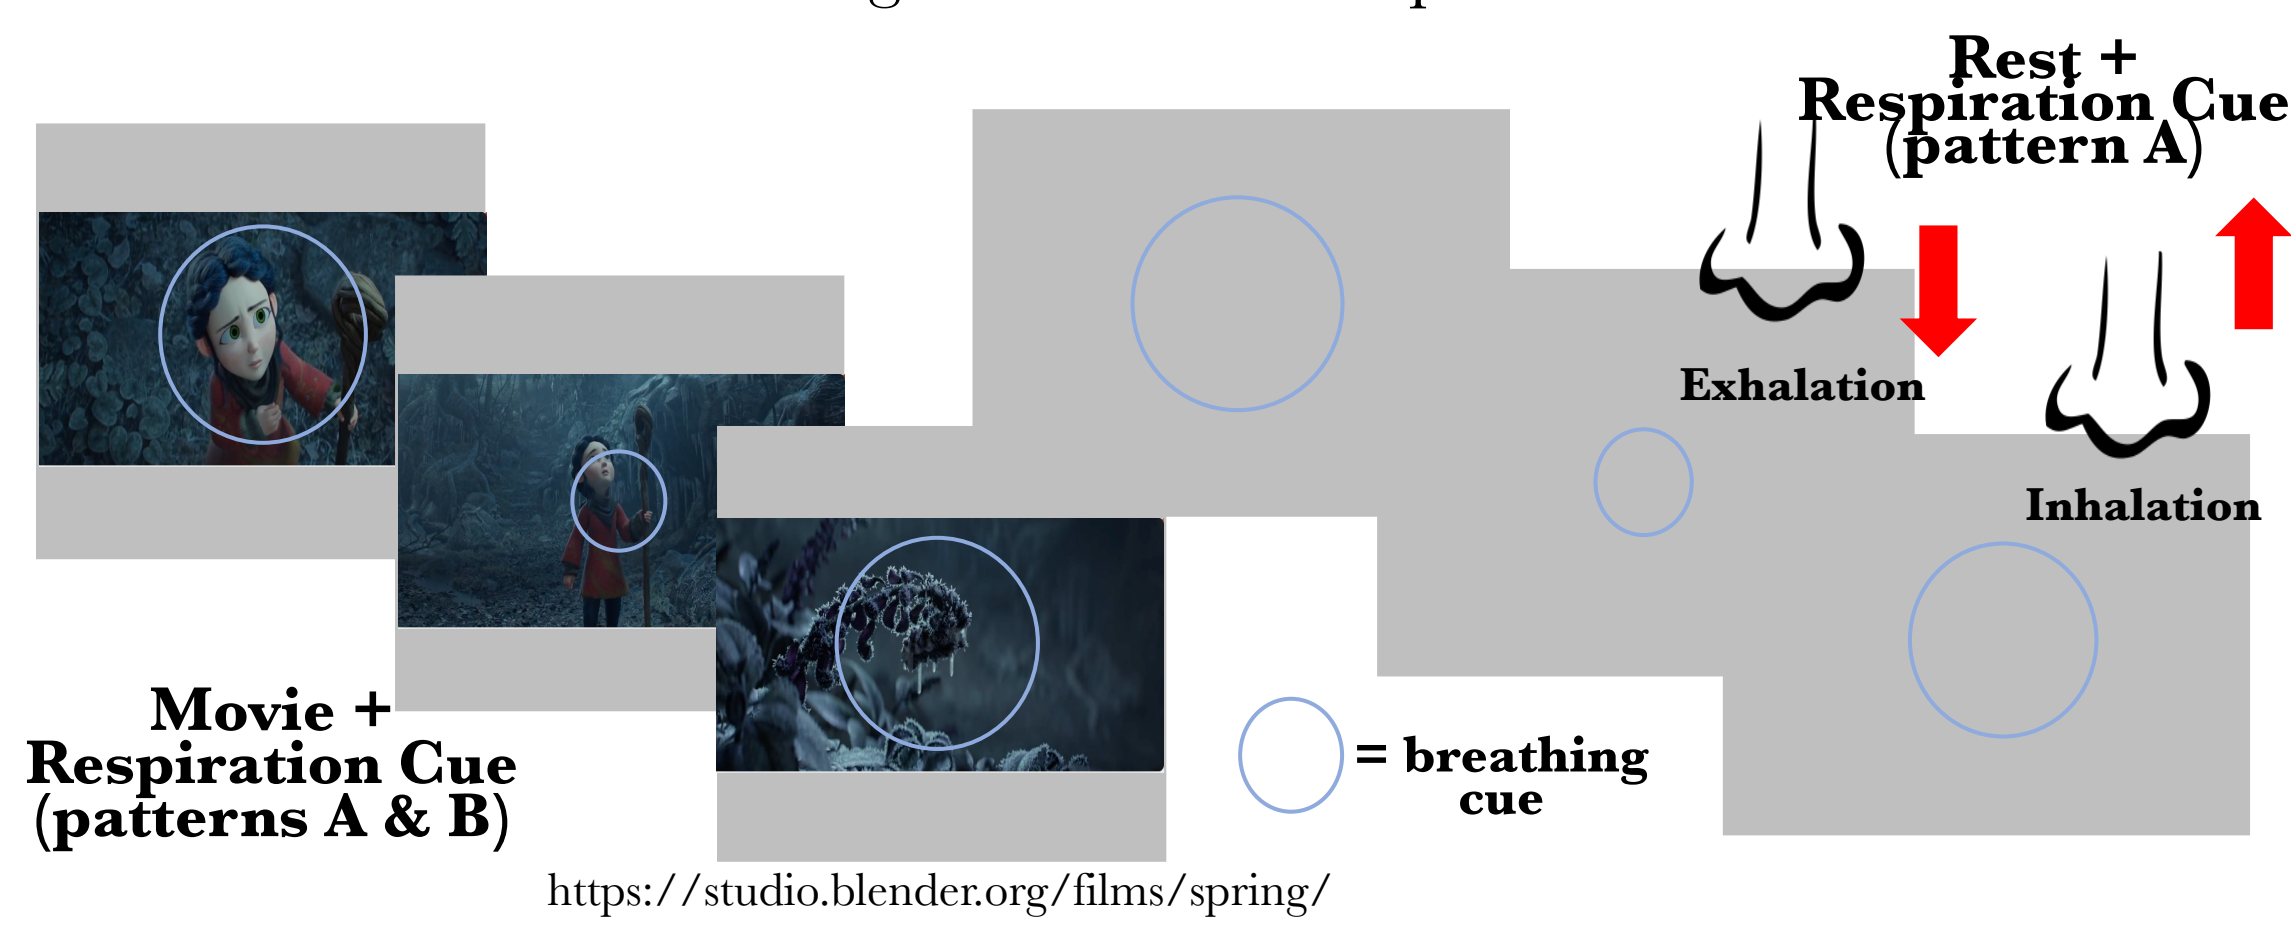 Rest +
Respiration Cue
(pattern A)
Exhalation
Inhalation
Movie +
Respiration Cue
(patterns A & B)
= breathing
cue
https://studio.blender.org/films/spring/